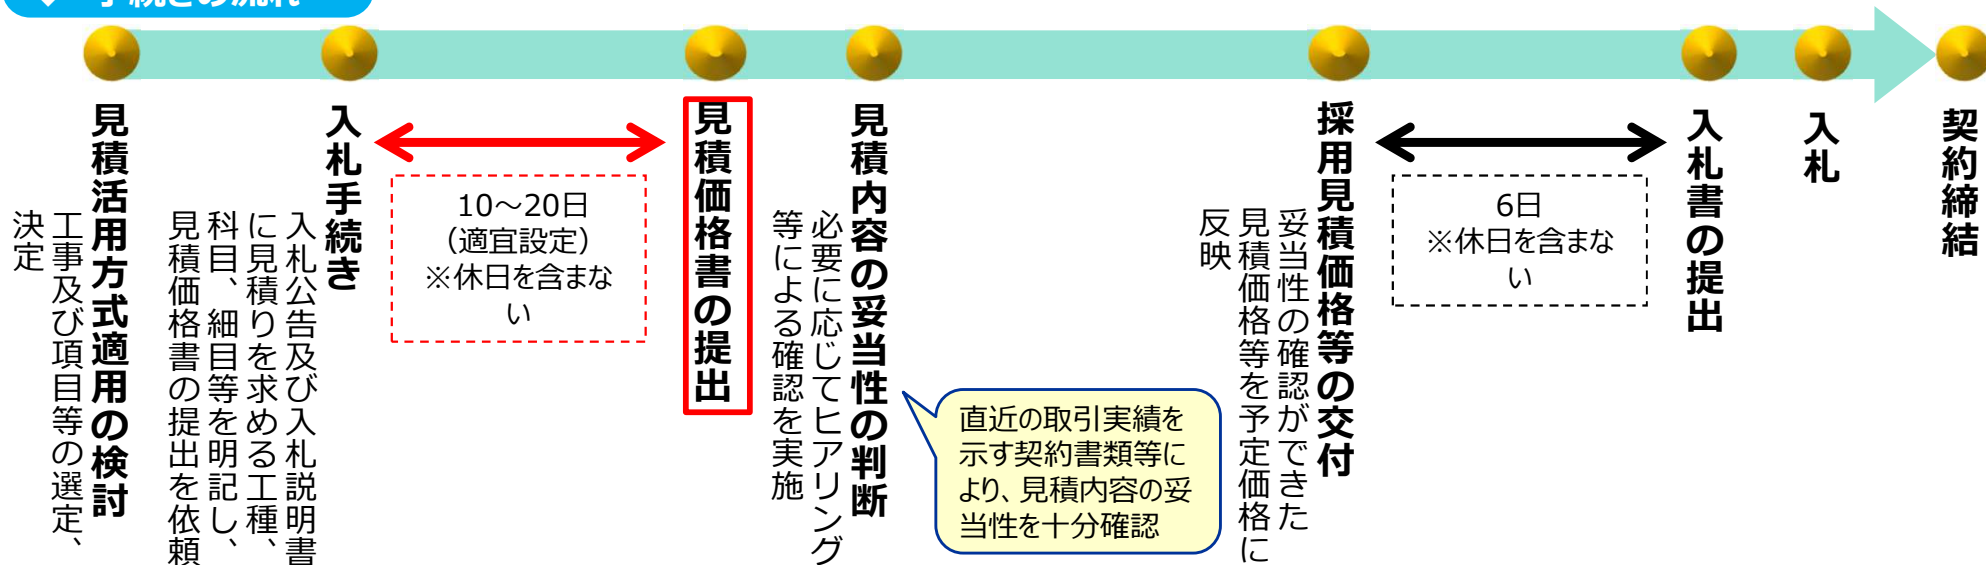 手続きの流れ
見積活用方式適用の検討
工事及び項目等の選定、
決定
入札手続き
入札公告及び入札説明書
に見積りを求める工種、
科目、細目等を明記し、
見積価格書の提出を依頼
10～20日
（適宜設定）
※休日を含まな
い
見積価格書の提出
見積内容の妥当性の判断
必要に応じてヒアリング
等による確認を実施
直近の取引実績を
示す契約書類等に
より、見積内容の妥
当性を十分確認
採用見積価格等の交付
妥当性の確認ができた
見積価格等を予定価格に
反映
6日
※休日を含まな
い
入札書の提出
入札
契約締結